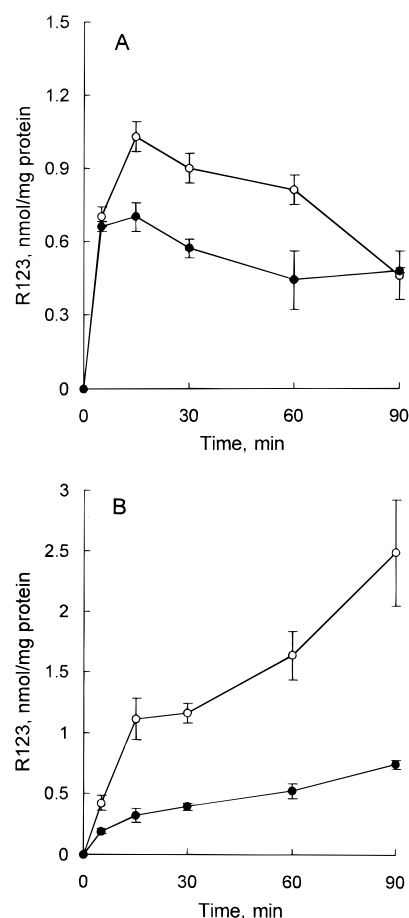 A
R123, nmol/mg protein
1.5
1.2
0.9
0.6
0.3
0
0 30 60 90
Time, min
B
R123, nmol/mg protein
3
2.5
2
1.5
1
0.5
0
0 30 60 90
Time, min